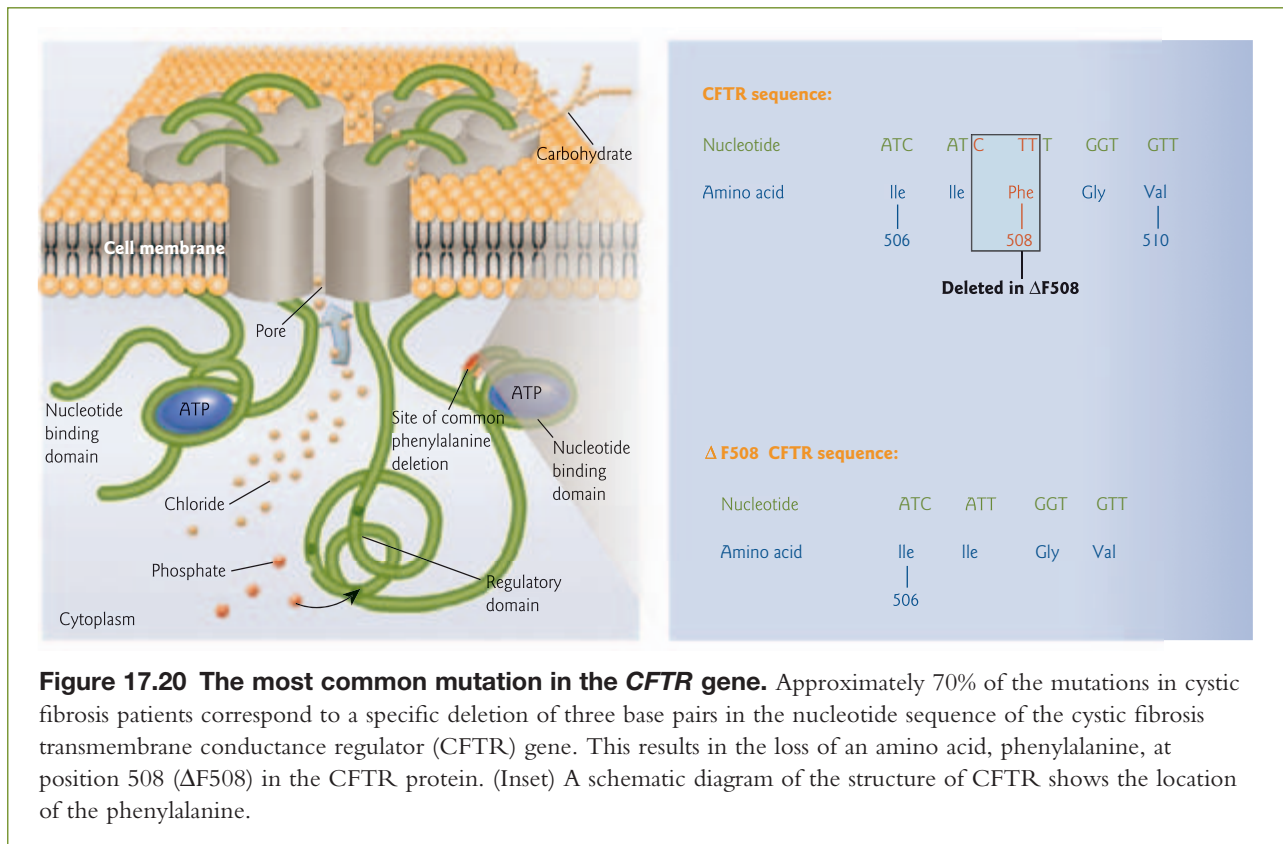 Carbohydrate
Cell membrane
Pore
ATP
Nucleotide
binding
domain
Site of common
phenylalanine
deletion
ATP
Nucleotide
binding
domain
Chloride
Phosphate
Regulatory
domain
Cytoplasm
CFTR sequence:
Nucleotide ATC ATC TTT GGT GTT
Amino acid Ile Ile Phe Gly Val
506 508 510
Deleted in ΔF508
Δ F508 CFTR sequence:
Nucleotide ATC ATT GGT GTT
Amino acid Ile Ile Gly Val
506
Figure 17.20 The most common mutation in the CFTR gene. Approximately 70% of the mutations in cystic
fibrosis patients correspond to a specific deletion of three base pairs in the nucleotide sequence of the cystic fibrosis
transmembrane conductance regulator (CFTR) gene. This results in the loss of an amino acid, phenylalanine, at
position 508 (ΔF508) in the CFTR protein. (Inset) A schematic diagram of the structure of CFTR shows the location
of the phenylalanine.